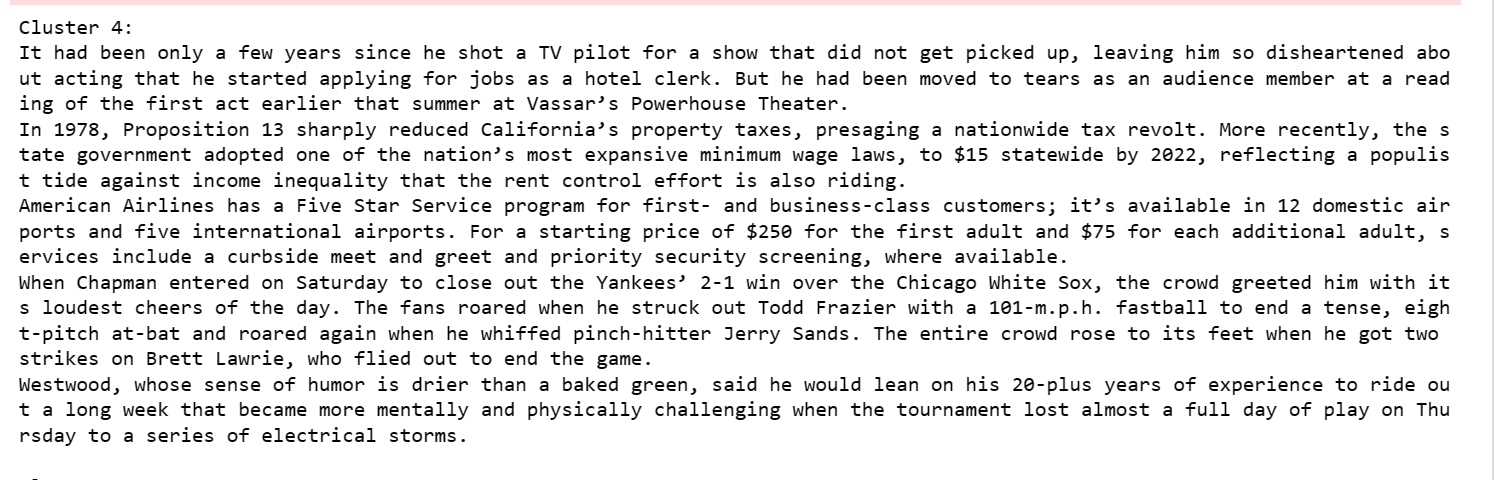 Cluster 4:
It had been only a few years since he shot a TV pilot for a show that did not get picked up, leaving him so disheartened abo
ut acting that he started applying for jobs as a hotel clerk. But he had been moved to tears as an audience member at a read
ing of the first act earlier that summer at Vassar’s Powerhouse Theater.
In 1978, Proposition 13 sharply reduced California’s property taxes, presaging a nationwide tax revolt. More recently, the s
tate government adopted one of the nation’s most expansive minimum wage laws, to $15 statewide by 2022, reflecting a populis
t tide against income inequality that the rent control effort is also riding.
American Airlines has a Five Star Service program for first- and business-class customers; it’s available in 12 domestic air
ports and five international airports. For a starting price of $250 for the first adult and $75 for each additional adult, s
ervices include a curbside meet and greet and priority security screening, where available.
When Chapman entered on Saturday to close out the Yankees’ 2-1 win over the Chicago White Sox, the crowd greeted him with it
s loudest cheers of the day. The fans roared when he struck out Todd Frazier with a 101-m.p.h. fastball to end a tense, eigh
t-pitch at-bat and roared again when he whiffed pinch-hitter Jerry Sands. The entire crowd rose to its feet when he got two
strikes on Brett Lawrie, who flied out to end the game.
Westwood, whose sense of humor is drier than a baked green, said he would lean on his 20-plus years of experience to ride ou
t a long week that became more mentally and physically challenging when the tournament lost almost a full day of play on Thu
rsday to a series of electrical storms.